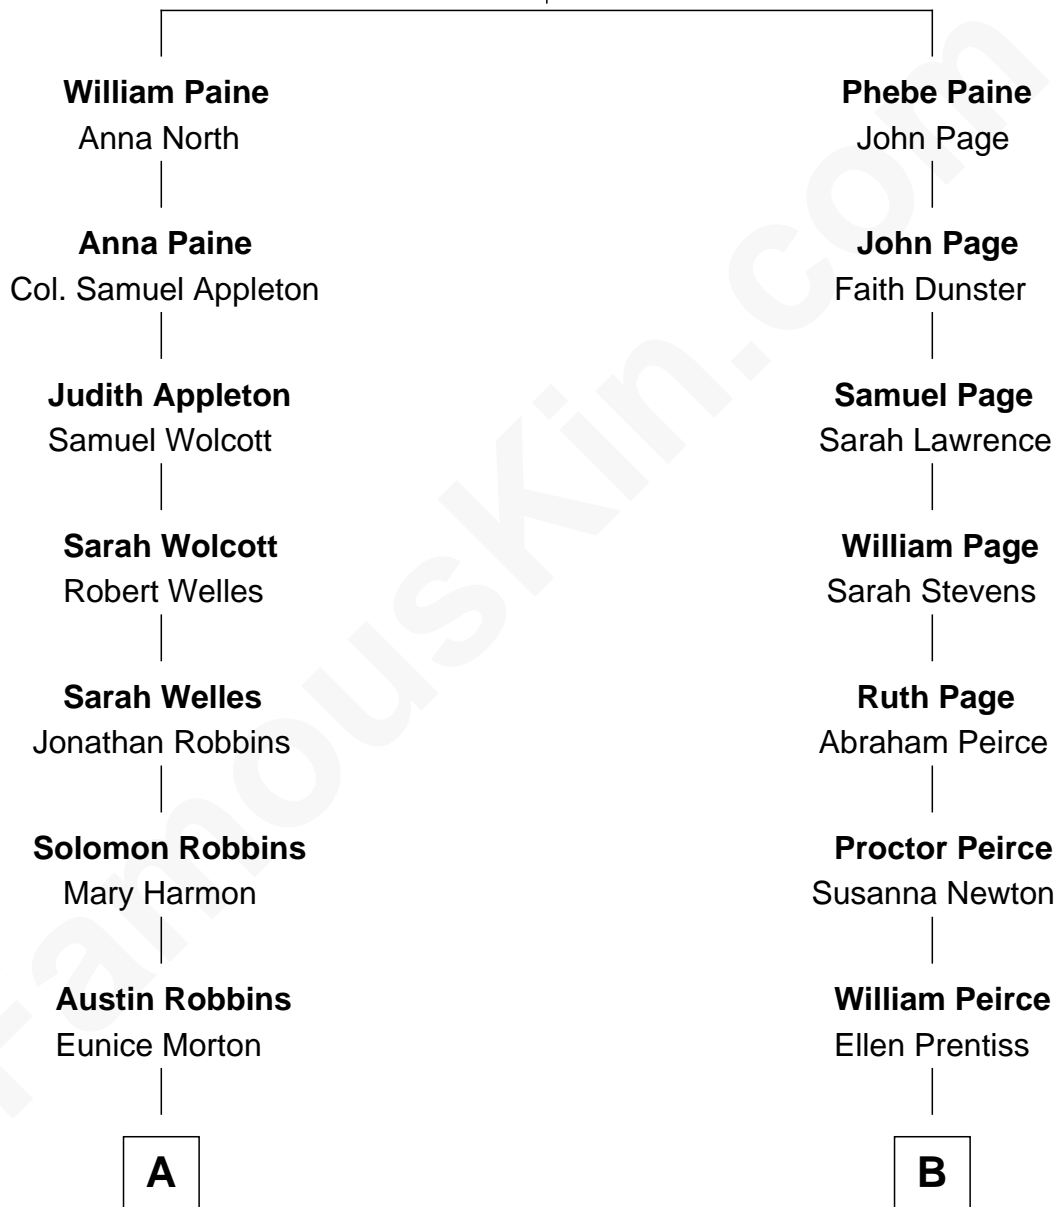 William Paine
Anna North
Anna Paine
Col. Samuel Appleton
Judith Appleton
Samuel Wolcott
Sarah Wolcott
Robert Welles
Sarah Welles
Jonathan Robbins
Solomon Robbins
Mary Harmon
Austin Robbins
Eunice Morton
A
Phebe Paine
John Page
John Page
Faith Dunster
Samuel Page
Sarah Lawrence
William Page
Sarah Stevens
Ruth Page
Abraham Peirce
Proctor Peirce
Susanna Newton
William Peirce
Ellen Prentiss
B
FamousKin.com